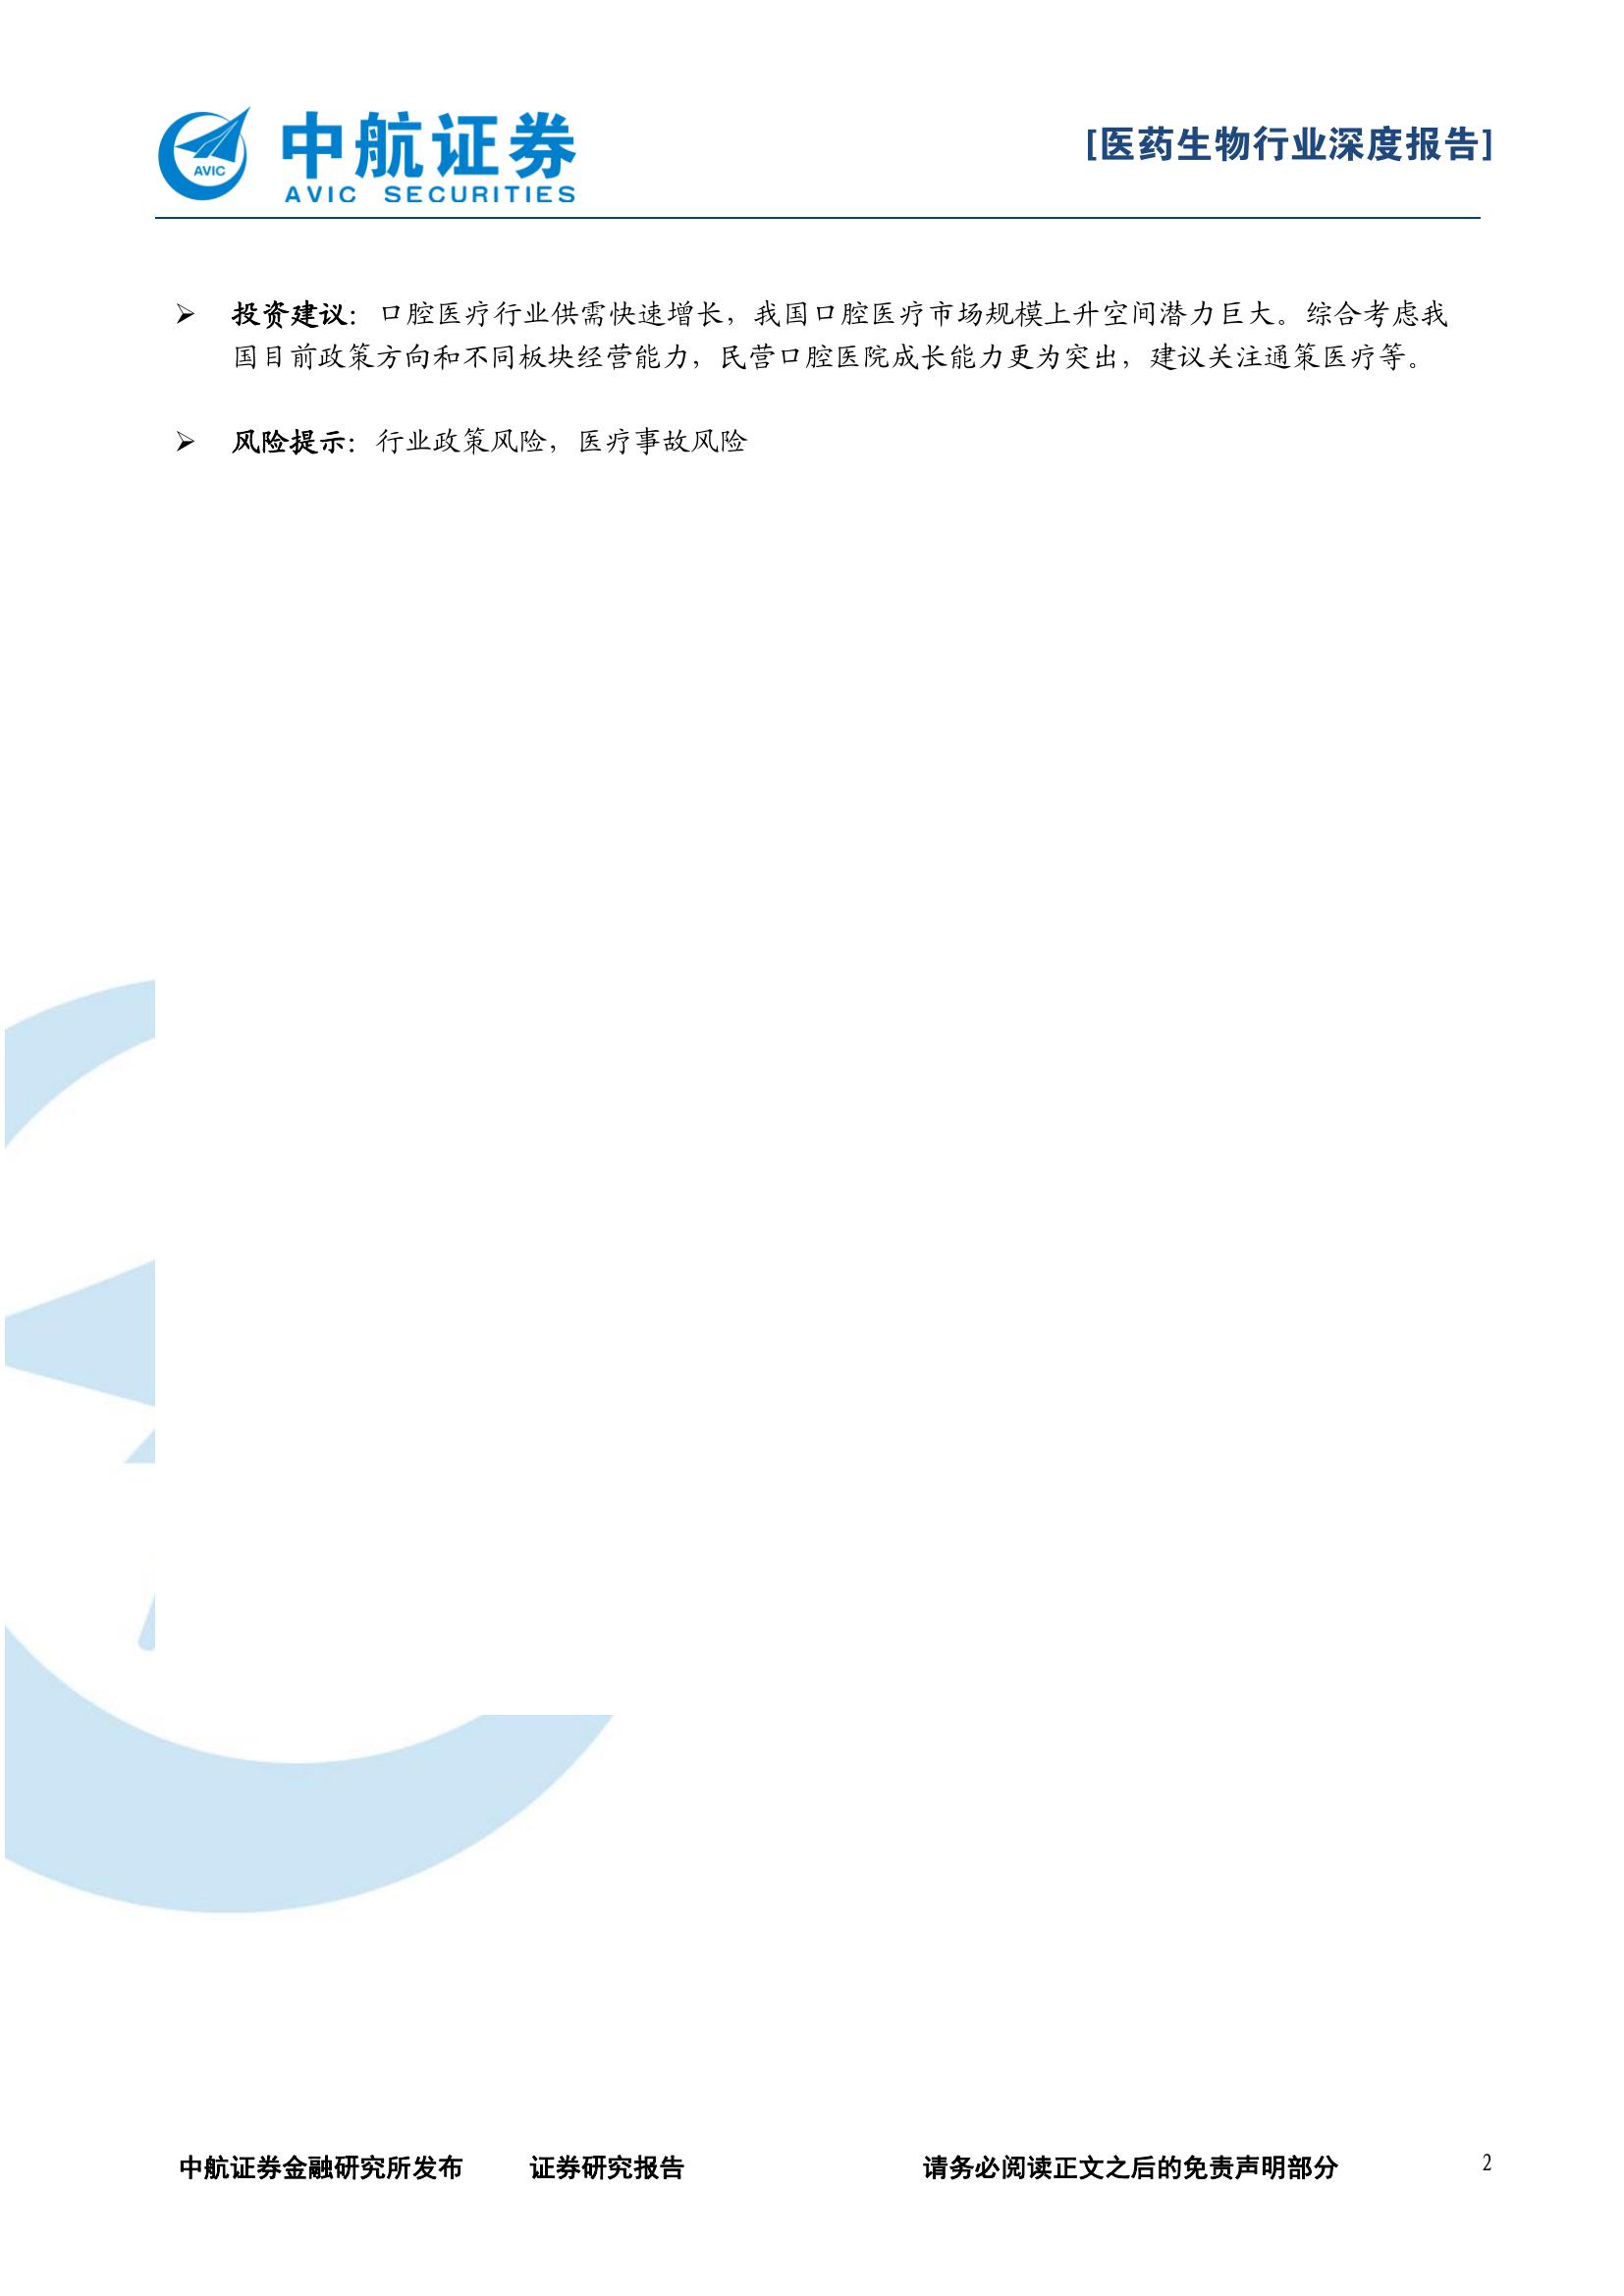 AVIC
中航证券
AVIC SECURITIES
[医药生物行业深度报告]
➢ 投资建议：口腔医疗行业供需快速增长，我国口腔医疗市场规模上升空间潜力巨大。综合考虑我
国目前政策方向和不同板块经营能力，民营口腔医院成长能力更为突出，建议关注通策医疗等。
➢ 风险提示：行业政策风险，医疗事故风险
中航证券金融研究所发布 证券研究报告 请务必阅读正文之后的免责声明部分 2